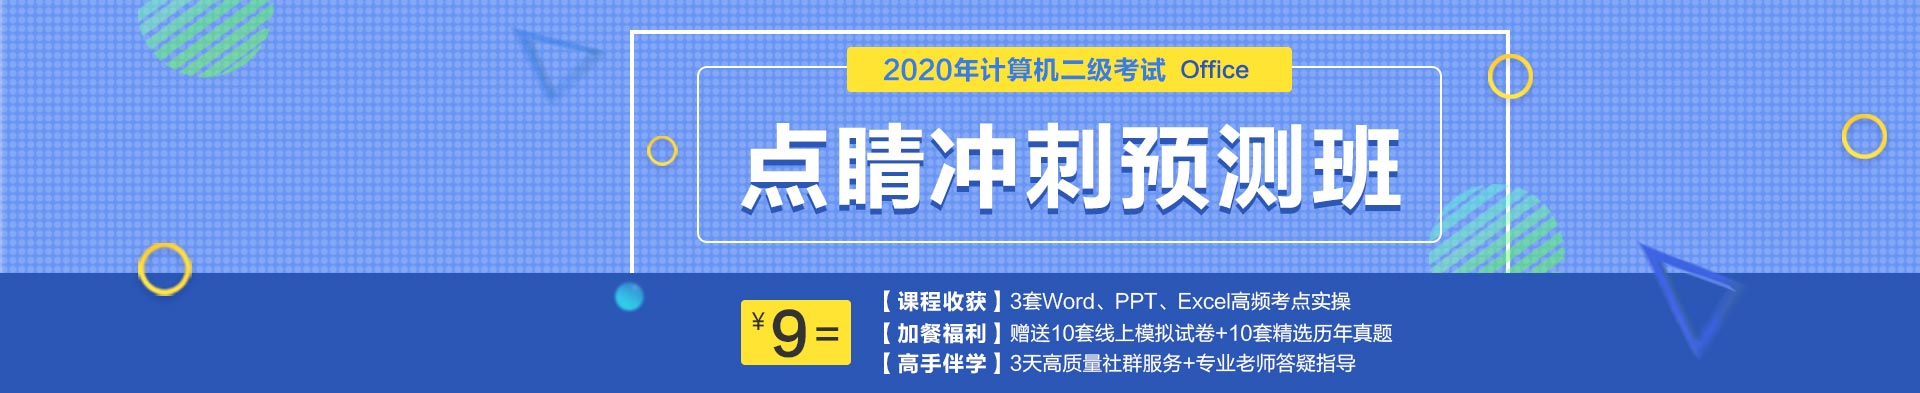 2020年计算机二级考试 Office
点睛冲刺预测班
¥9=
【课程收获】3套Word、PPT、Excel高频考点实操
【加餐福利】赠送10套线上模拟试卷+10套精选历年真题
【高手伴学】3天高质量社群服务+专业老师答疑指导